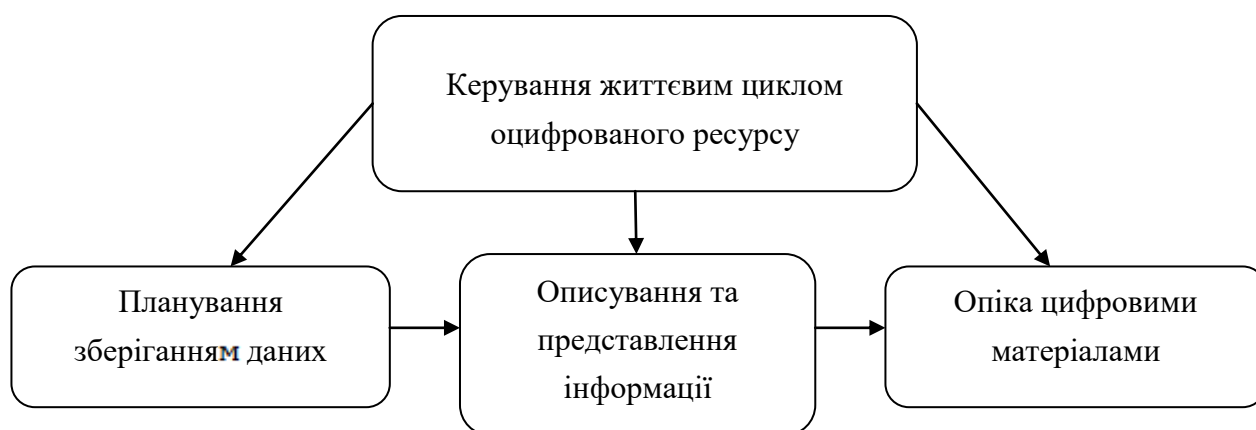 Керування життєвим циклом
оцифрованого ресурсу
Планування
зберіганням даних
Описування та
представлення
інформації
Опіка цифровими
матеріалами